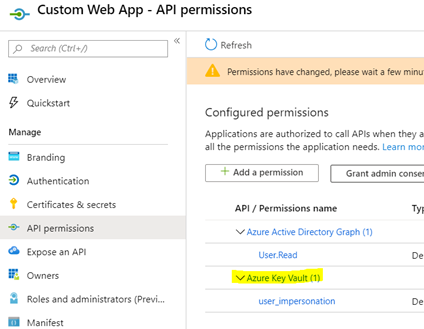 Custom Web App - API permissions
Search (Ctrl+/)
«
Overview
Quickstart
Manage
Branding
Authentication
Certificates & secrets
API permissions
Expose an API
Owners
Roles and administrators (Previ...
Manifest
Refresh
Permissions have changed, please wait a few minut
Configured permissions
Applications are authorized to call APIs when they a
all the permissions the application needs. Learn mor
+ Add a permission
Grant admin conse
API / Permissions name
Ty
Azure Active Directory Graph (1)
User.Read
De
Azure Key Vault (1)
user_impersonation
De